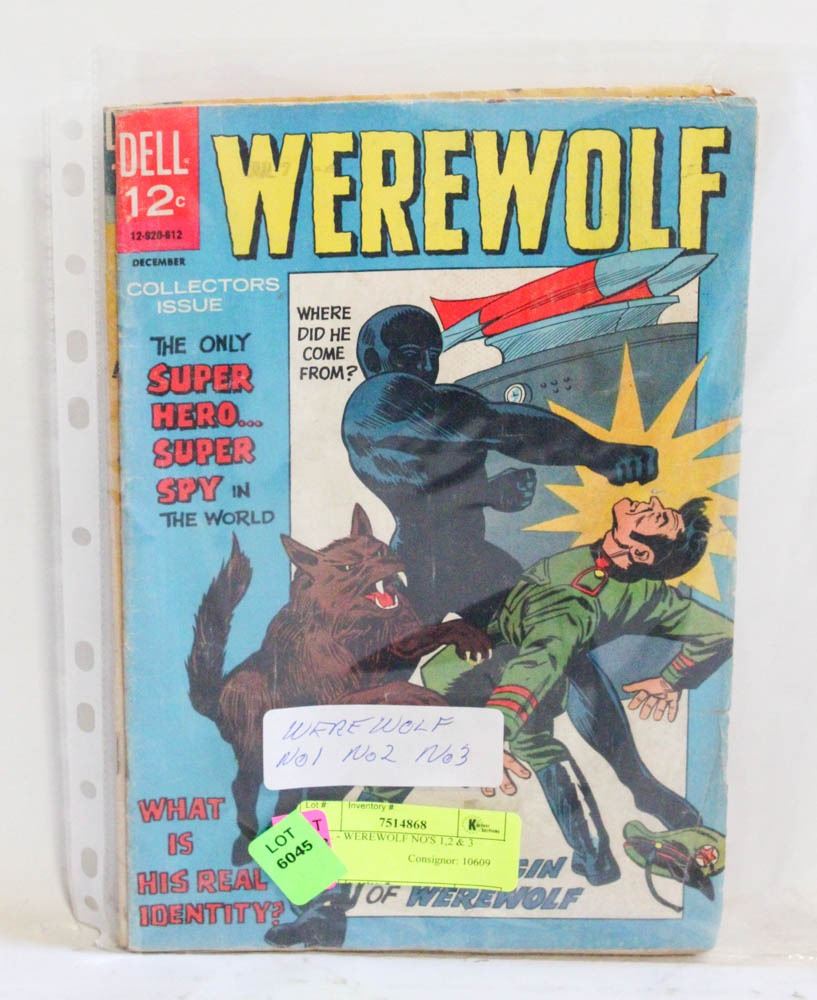 DELL
12c
12-920-612
DECEMBER
WEREWOLF
COLLECTORS
ISSUE
THE ONLY
SUPER
HERO...
SUPER
SPY IN
THE WORLD
WHERE
DID HE
COME
FROM?
WEREWOLF
No1 No2 No3
Lot # Inventory #
7514868
- WEREWOLF NO'S 1,2 & 3
Consignor: 10609
LOT
6045
WHAT
IS
HIS REAL
IDENTITY?
OF WEREWOLF